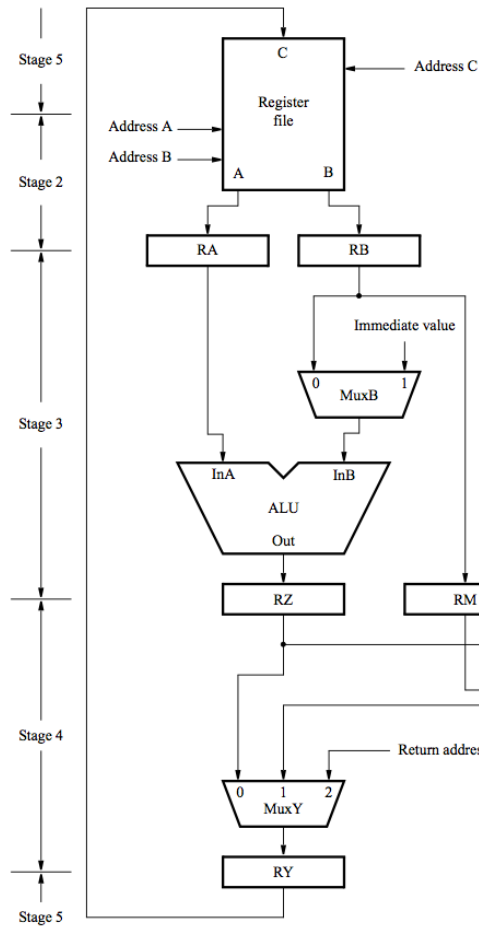 Stage 5
C
Address C
Register
file
Address A
Address B
Stage 2
A
B
RA
RB
Immediate value
0
1
MuxB
Stage 3
InA
InB
ALU
Out
RZ
RM
Stage 4
Return addres
0
1
2
MuxY
RY
Stage 5